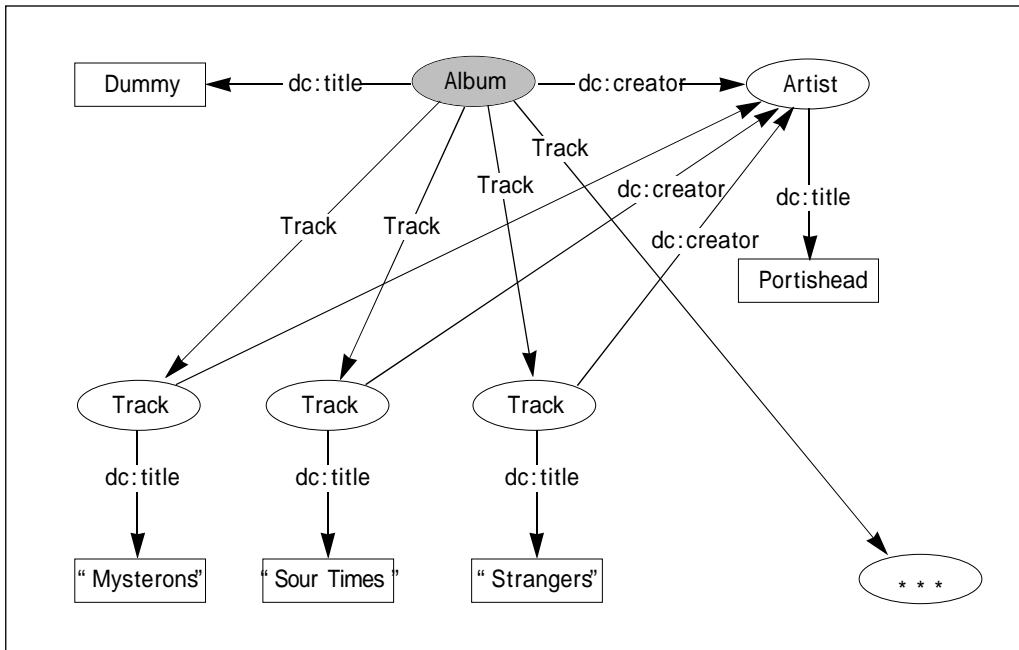 Dummy
dc:title
Album
dc:creator
Artist
Track
Track
dc:creator
dc:title
Track
Track
dc:creator
Portishead
Track
Track
Track
dc:title
dc:title
dc:title
“Mysterons”
“Sour Times”
“Strangers”
* * *